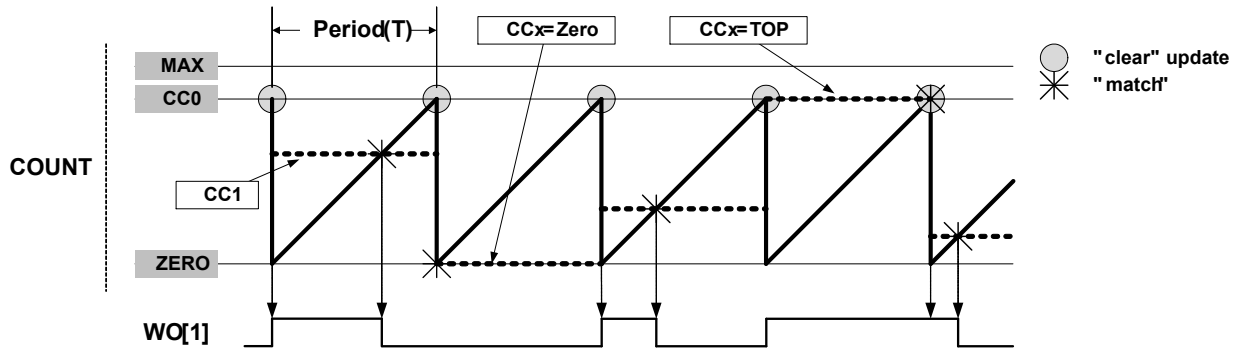 Period(T)
CCx=Zero
CCx=TOP
"clear" update
"match"
MAX
CC0
COUNT
CC1
ZERO
WO[1]